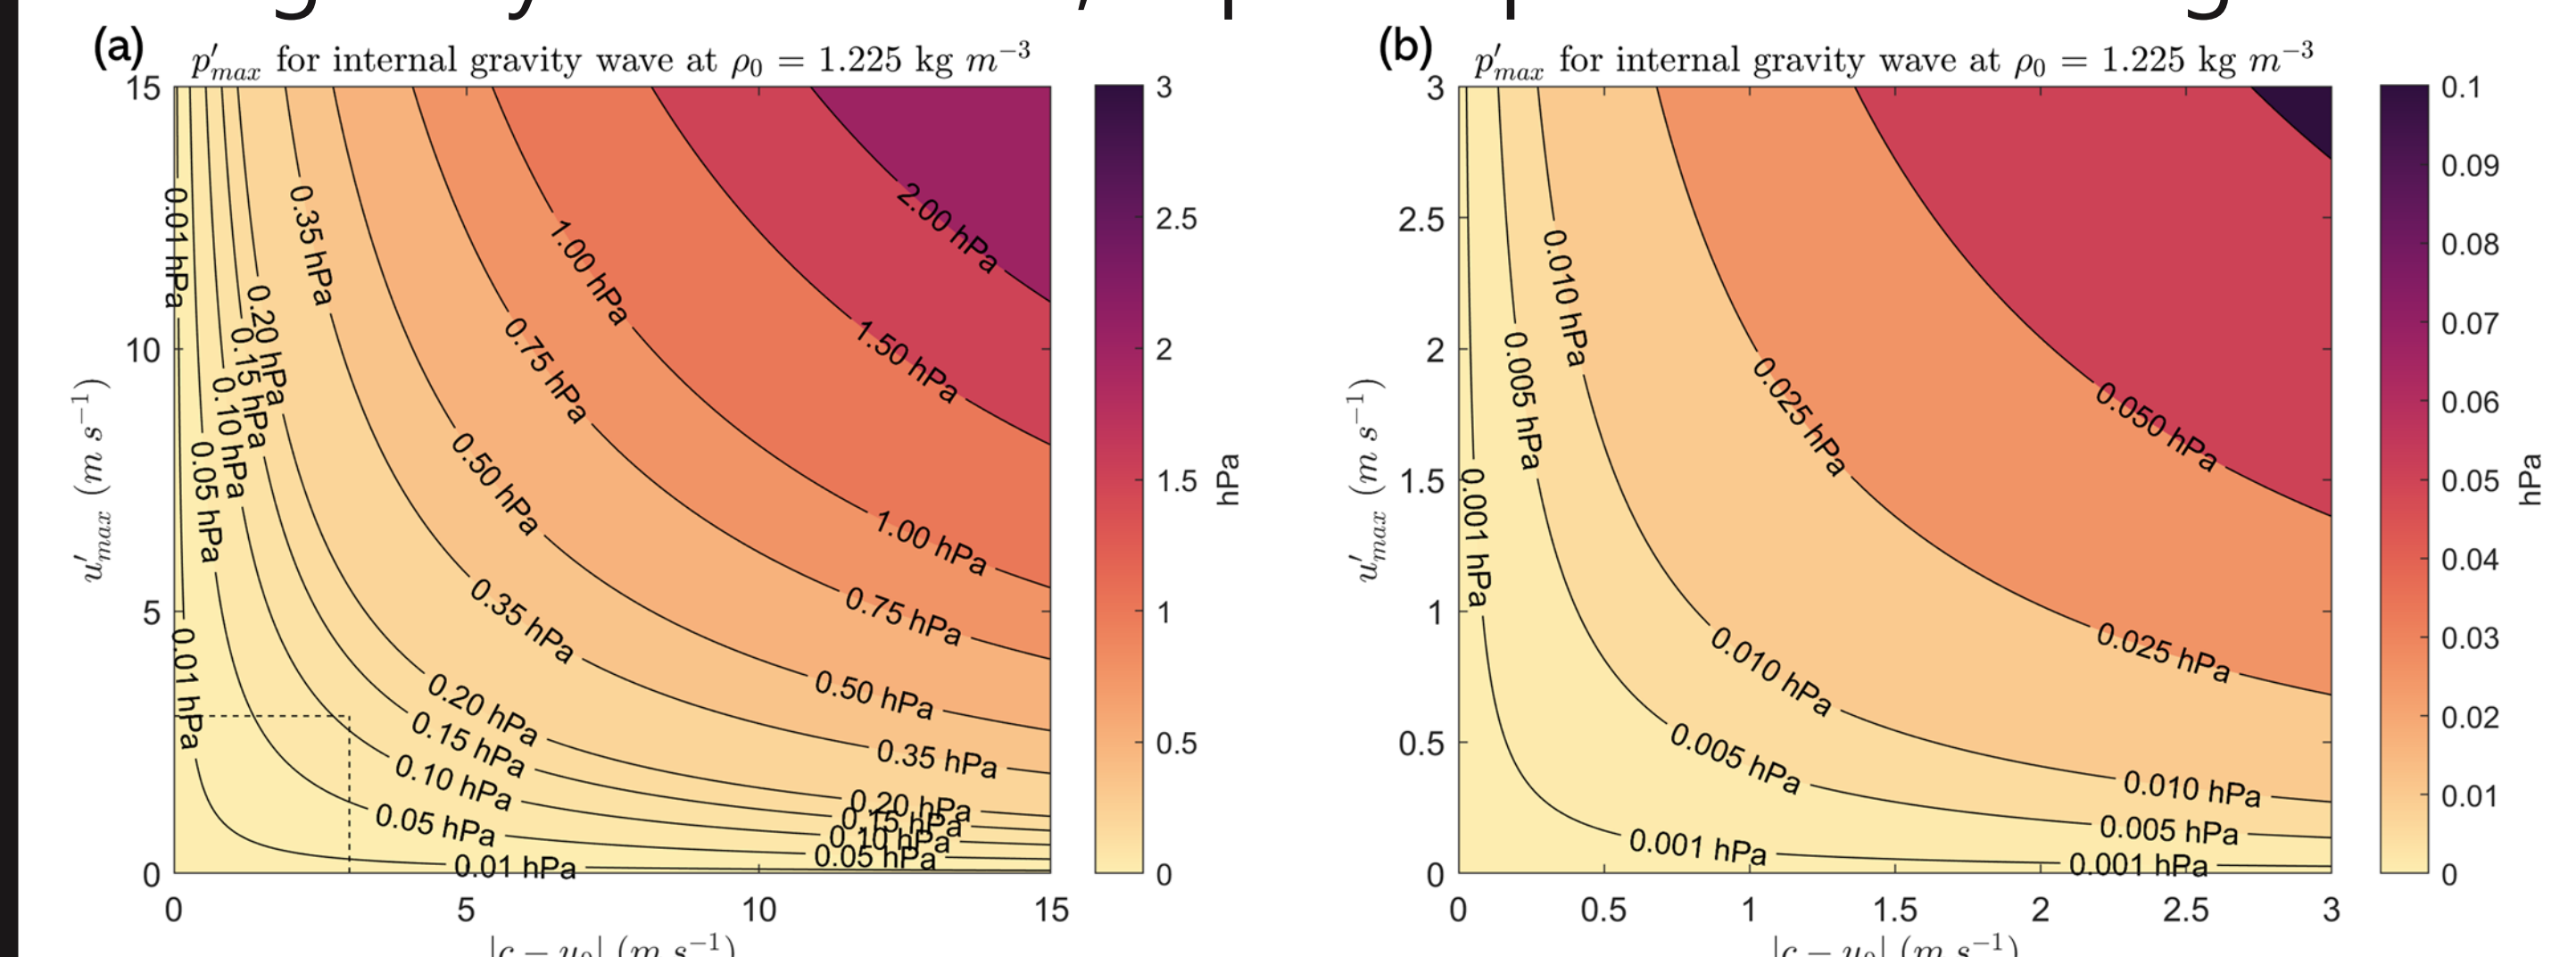 (a)
p′max for internal gravity wave at ρ0 = 1.225 kg m−3
15
10
5
0
u′max (m s−1)
0.01 hPa
0.01 hPa
0.01 hPa
0.05 hPa
0.05 hPa
0.05 hPa
0.10 hPa
0.10 hPa
0.10 hPa
0.15 hPa
0.15 hPa
0.15 hPa
0.20 hPa
0.20 hPa
0.20 hPa
0.35 hPa
0.35 hPa
0.35 hPa
0.50 hPa
0.50 hPa
0.75 hPa
0.75 hPa
1.00 hPa
1.00 hPa
1.50 hPa
2.00 hPa
0 5 10 15
|c − u0| (m s−1)
3
2.5
2
1.5
1
0.5
0
hPa
(b)
p′max for internal gravity wave at ρ0 = 1.225 kg m−3
3
2.5
2
1.5
1
0.5
0
u′max (m s−1)
0.001 hPa
0.001 hPa
0.001 hPa
0.005 hPa
0.005 hPa
0.005 hPa
0.010 hPa
0.010 hPa
0.010 hPa
0.025 hPa
0.025 hPa
0.050 hPa
0 0.5 1 1.5 2 2.5 3
|c − u0| (m s−1)
0.1
0.09
0.08
0.07
0.06
0.05
0.04
0.03
0.02
0.01
0
hPa